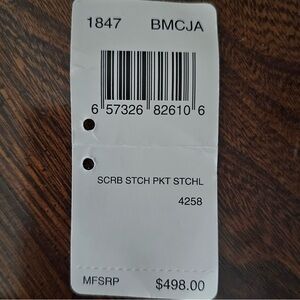 1847 BMCJA
6 57326 82610 6
SCRB STCH PKT STCHL
4258
MFSRP $498.00